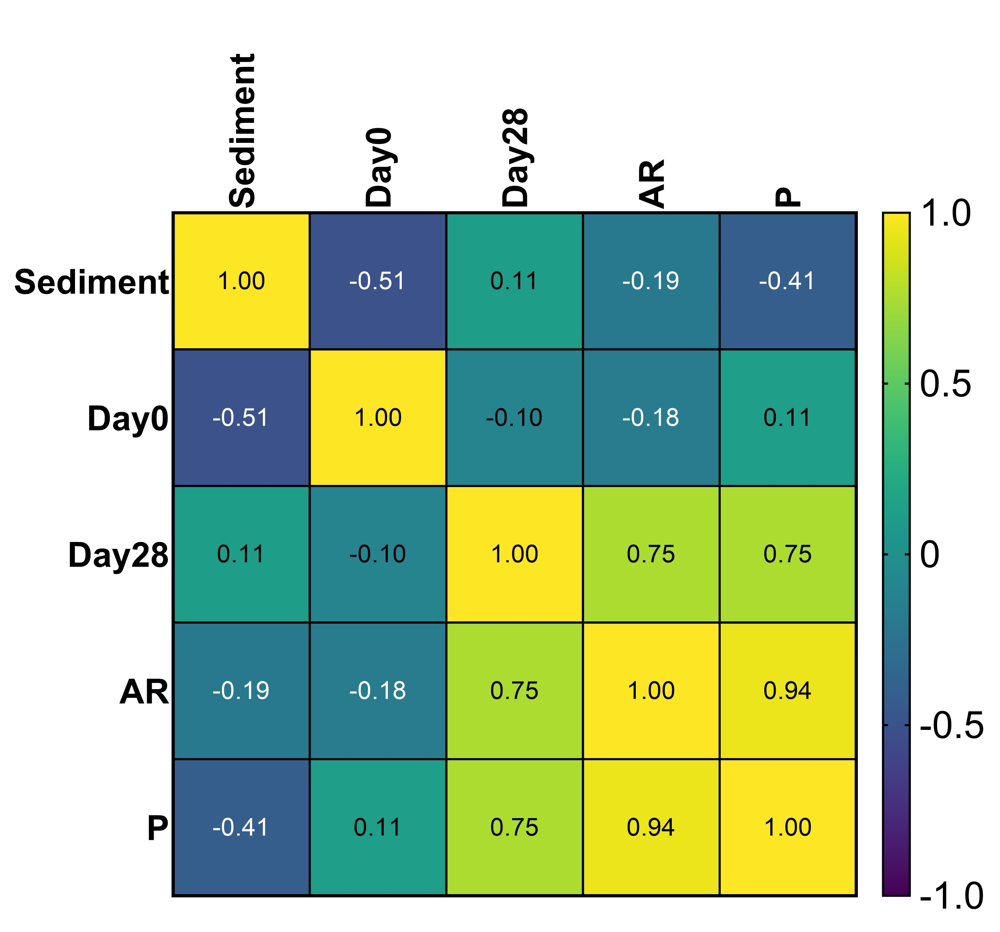 Sediment Day0 Day28 AR P
Sediment 1.00 -0.51 0.11 -0.19 -0.41
Day0 -0.51 1.00 -0.10 -0.18 0.11
Day28 0.11 -0.10 1.00 0.75 0.75
AR -0.19 -0.18 0.75 1.00 0.94
P -0.41 0.11 0.75 0.94 1.00
1.0
0.5
0
-0.5
-1.0